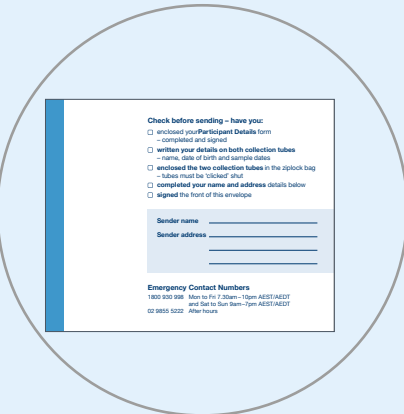 Check before sending – have you:
☐ enclosed yourParticipant Details form
– completed and signed
☐ written your details on both collection tubes
– name, date of birth and sample dates
☐ enclosed the two collection tubes in the ziplock bag
– tubes must be 'clicked' shut
☐ completed your name and address details below
☐ signed the front of this envelope
Sender name
Sender address
Emergency Contact Numbers
1800 930 998 Mon to Fri 7.30am–10pm AEST/AEDT
and Sat to Sun 9am–7pm AEST/AEDT
02 9855 5222 After hours